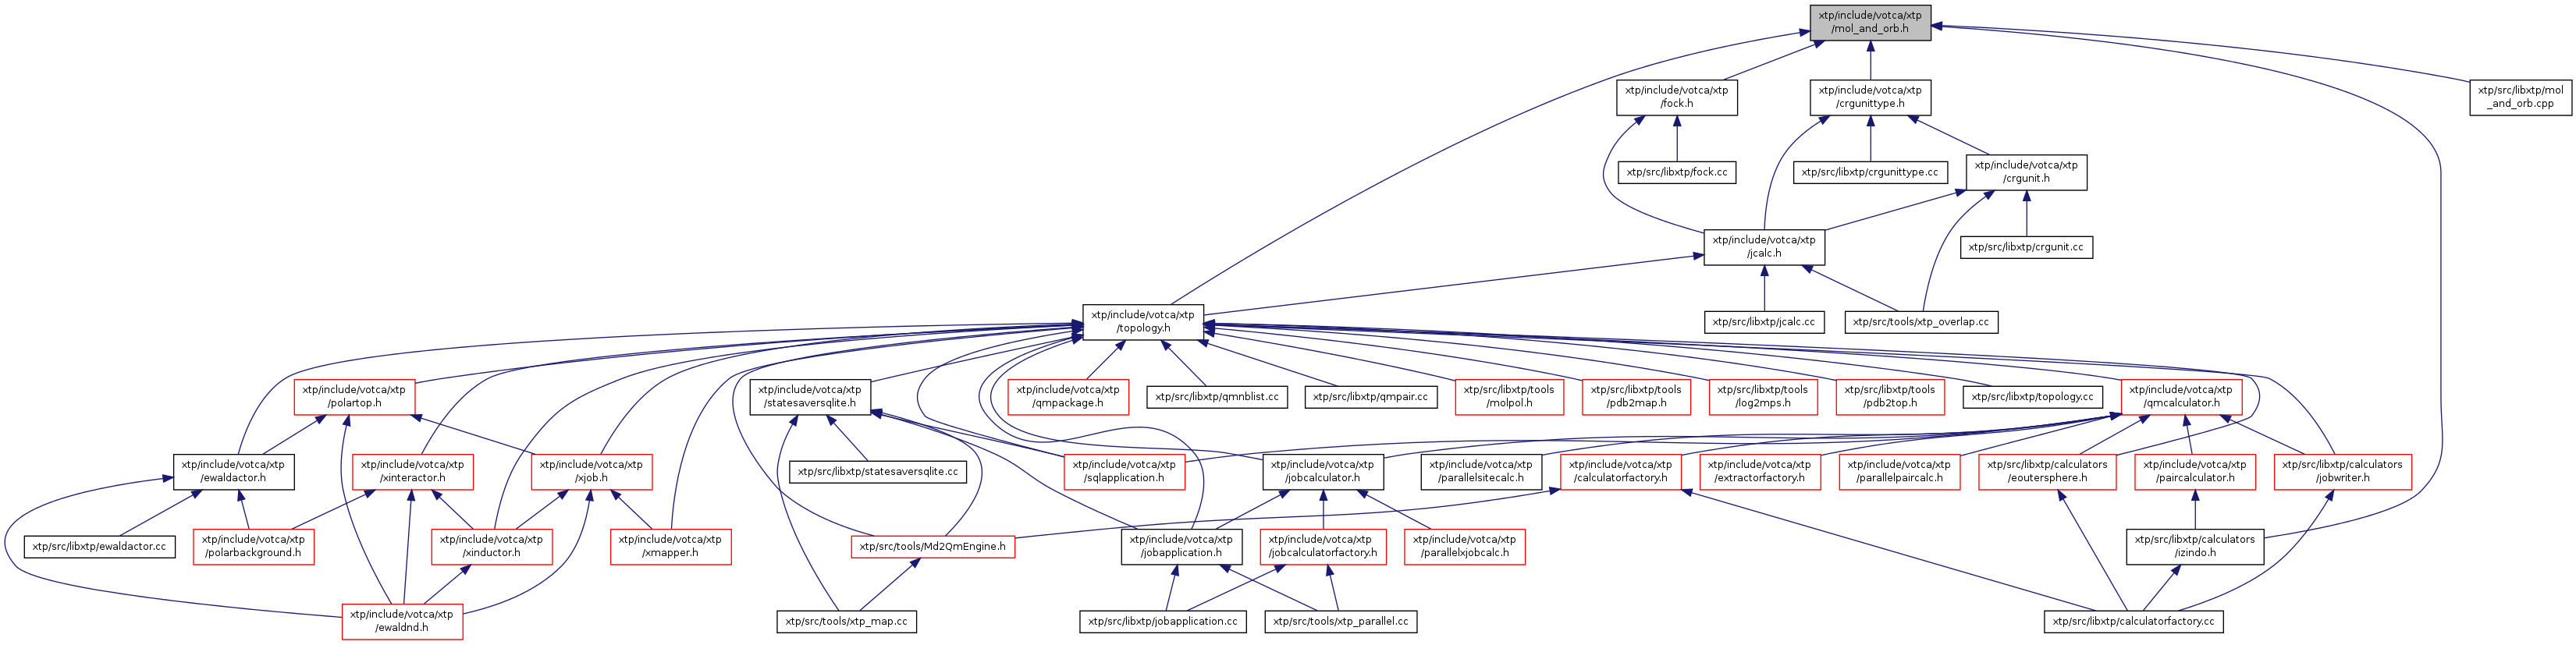 xtp/include/votca/xtp
/mol_and_orb.h
xtp/include/votca/xtp
/fock.h
xtp/include/votca/xtp
/crgunittype.h
xtp/src/libxtp/mol
_and_orb.cpp
xtp/src/libxtp/fock.cc
xtp/src/libxtp/crgunittype.cc
xtp/include/votca/xtp
/crgunit.h
xtp/include/votca/xtp
/jcalc.h
xtp/src/libxtp/crgunit.cc
xtp/include/votca/xtp
/topology.h
xtp/src/libxtp/jcalc.cc
xtp/src/tools/xtp_overlap.cc
xtp/include/votca/xtp
/polartop.h
xtp/include/votca/xtp
/statesaversqlite.h
xtp/include/votca/xtp
/qmpackage.h
xtp/src/libxtp/qmnblist.cc
xtp/src/libxtp/qmpair.cc
xtp/src/libxtp/tools
/molpol.h
xtp/src/libxtp/tools
/pdb2map.h
xtp/src/libxtp/tools
/log2mps.h
xtp/src/libxtp/tools
/pdb2top.h
xtp/src/libxtp/topology.cc
xtp/include/votca/xtp
/qmcalculator.h
xtp/include/votca/xtp
/ewaldactor.h
xtp/include/votca/xtp
/xinteractor.h
xtp/include/votca/xtp
/xjob.h
xtp/src/libxtp/statesaversqlite.cc
xtp/include/votca/xtp
/sqlapplication.h
xtp/include/votca/xtp
/jobcalculator.h
xtp/include/votca/xtp
/parallelsitecalc.h
xtp/include/votca/xtp
/calculatorfactory.h
xtp/include/votca/xtp
/extractorfactory.h
xtp/include/votca/xtp
/parallelpaircalc.h
xtp/src/libxtp/calculators
/eoutersphere.h
xtp/include/votca/xtp
/paircalculator.h
xtp/src/libxtp/calculators
/jobwriter.h
xtp/src/libxtp/ewaldactor.cc
xtp/include/votca/xtp
/polarbackground.h
xtp/include/votca/xtp
/xinductor.h
xtp/include/votca/xtp
/xmapper.h
xtp/src/tools/Md2QmEngine.h
xtp/include/votca/xtp
/jobapplication.h
xtp/include/votca/xtp
/jobcalculatorfactory.h
xtp/include/votca/xtp
/parallelxjobcalc.h
xtp/src/libxtp/calculators
/izindo.h
xtp/include/votca/xtp
/ewaldnd.h
xtp/src/tools/xtp_map.cc
xtp/src/libxtp/jobapplication.cc
xtp/src/tools/xtp_parallel.cc
xtp/src/libxtp/calculatorfactory.cc